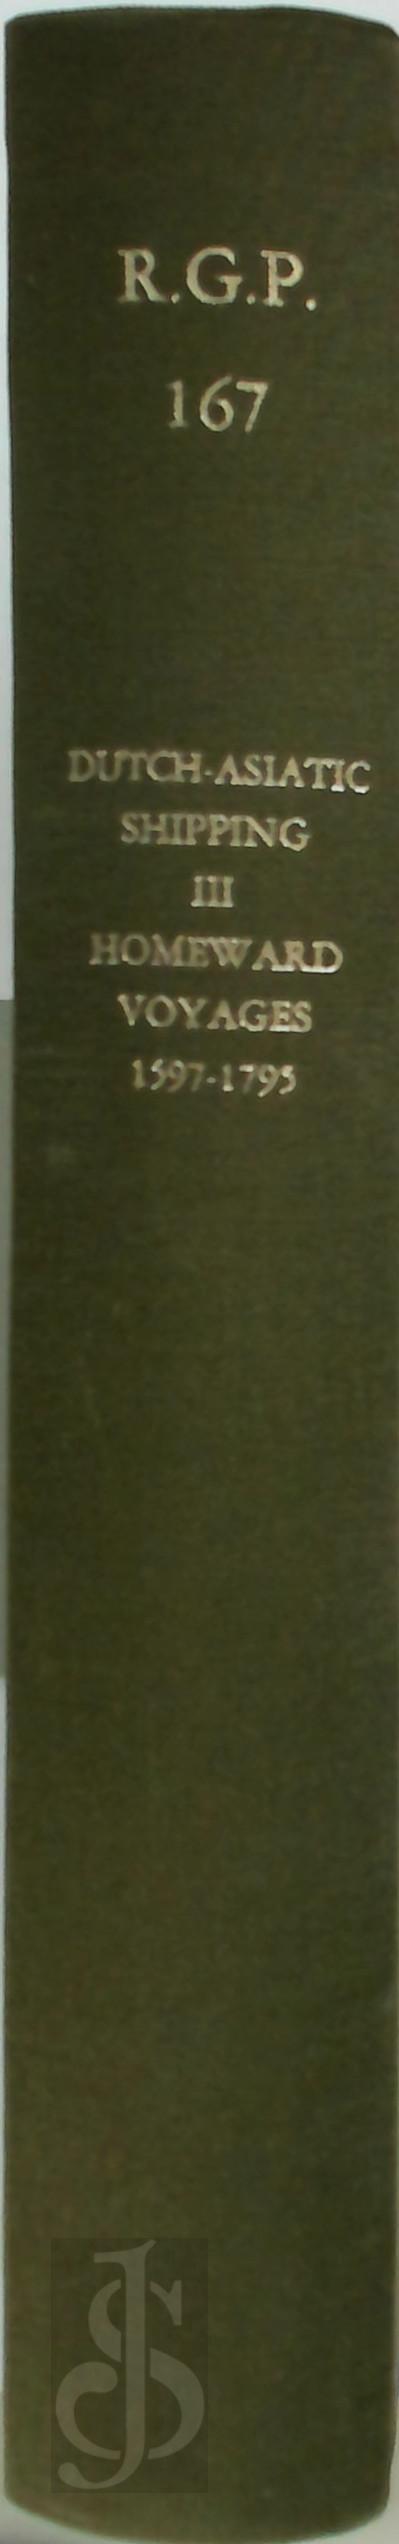 R.G.P.
167
DUTCH-ASIATIC
SHIPPING
III
HOMEWARD
VOYAGES
1597-1795